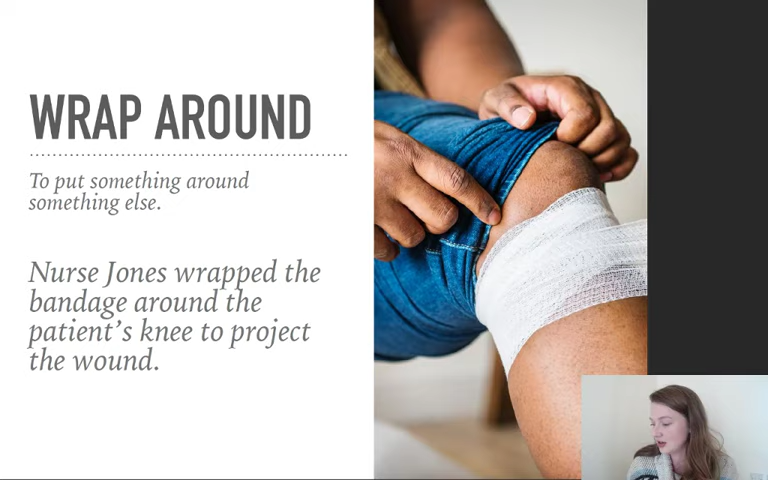 WRAP AROUND
To put something around
something else.
Nurse Jones wrapped the
bandage around the
patient's knee to project
the wound.